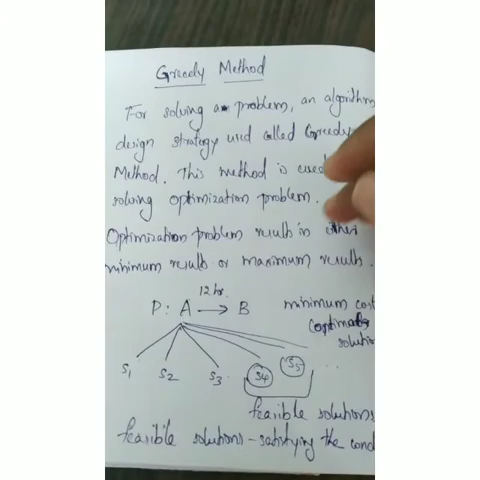 Greedy Method
For solving a problem, an algorithm
design strategy used called Greedy
Method. This method is used
solving optimization problem.
Optimization problem results in either
minimum results or maximum results.
12 hr.
P: A → B
minimum cost
solution
S1 S2 S3 S4 S5 ...
feasible solutions
feasible solutions - satisfying the cond